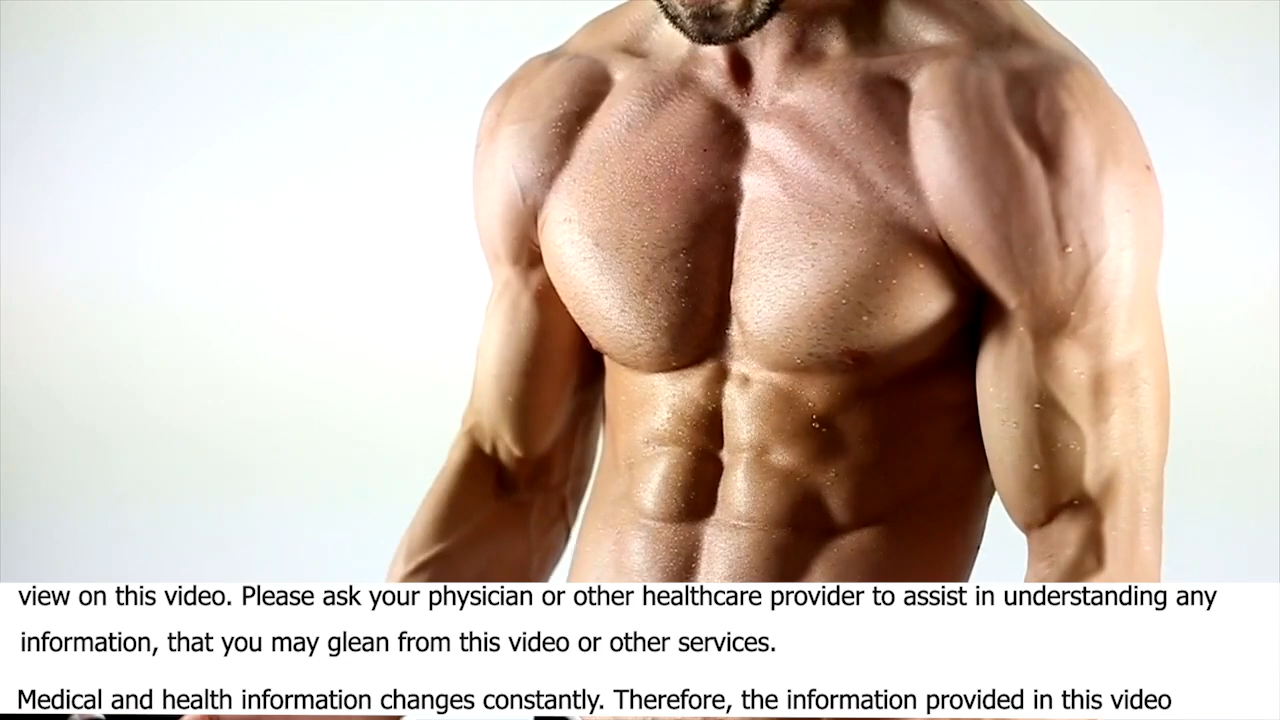 view on this video. Please ask your physician or other healthcare provider to assist in understanding any
information, that you may glean from this video or other services.
Medical and health information changes constantly. Therefore, the information provided in this video